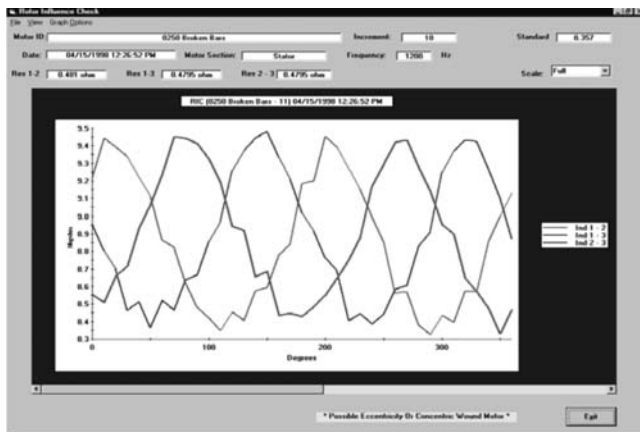 Rotor Influence Check
File View Graph Options
Motor ID: 0250 Broken Bars Increment: 10 Standard 0.357
Date: 04/15/1998 12:26:52 PM Motor Section: Stator Frequency: 1200 Hz
Res 1-2 0.481 ohm Res 1-3 0.4795 ohm Res 2 - 3 0.4795 ohm Scale: Full
RIC (0250 Broken Bars - 11) 04/15/1998 12:26:52 PM
9.5
9.4
9.3
9.2
9.1
9.0
8.9
8.8
8.7
8.6
8.5
8.4
8.3
0 100 200 300
Degrees
Ind 1 - 2
Ind 1 - 3
Ind 2 - 3
* Possible Eccentricity Or Concentric Wound Motor *
Exit